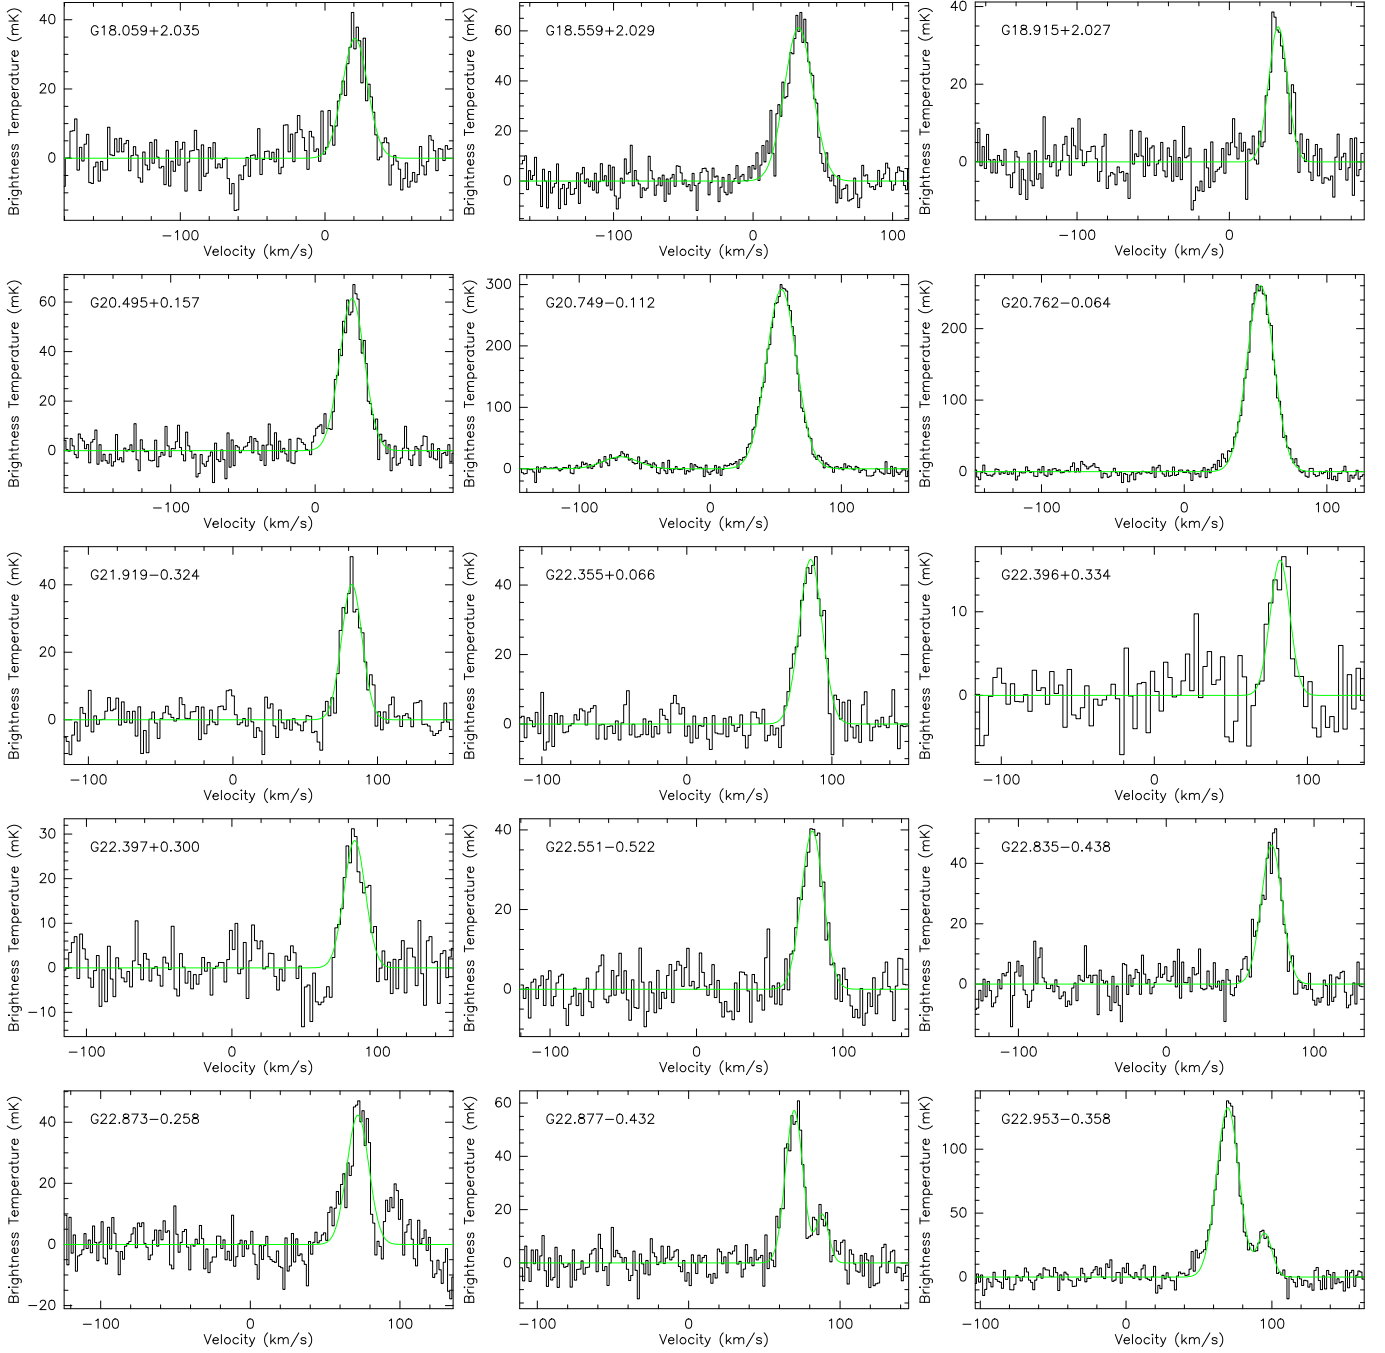 G18.059+2.035
Brightness Temperature (mK)
40
20
0
−100
0
Velocity (km/s)
G18.559+2.029
Brightness Temperature (mK)
60
40
20
0
−100
0
100
Velocity (km/s)
G18.915+2.027
Brightness Temperature (mK)
40
20
0
−100
0
Velocity (km/s)
G20.495+0.157
Brightness Temperature (mK)
60
40
20
0
−100
0
Velocity (km/s)
G20.749−0.112
Brightness Temperature (mK)
300
200
100
0
−100
0
100
Velocity (km/s)
G20.762−0.064
Brightness Temperature (mK)
200
100
0
−100
0
100
Velocity (km/s)
G21.919−0.324
Brightness Temperature (mK)
40
20
0
−100
0
100
Velocity (km/s)
G22.355+0.066
Brightness Temperature (mK)
40
20
0
−100
0
100
Velocity (km/s)
G22.396+0.334
Brightness Temperature (mK)
10
0
−100
0
100
Velocity (km/s)
G22.397+0.300
Brightness Temperature (mK)
30
20
10
0
−10
−100
0
100
Velocity (km/s)
G22.551−0.522
Brightness Temperature (mK)
40
20
0
−100
0
100
Velocity (km/s)
G22.835−0.438
Brightness Temperature (mK)
40
20
0
−100
0
100
Velocity (km/s)
G22.873−0.258
Brightness Temperature (mK)
40
20
0
−20
−100
0
100
Velocity (km/s)
G22.877−0.432
Brightness Temperature (mK)
60
40
20
0
−100
0
100
Velocity (km/s)
G22.953−0.358
Brightness Temperature (mK)
100
50
0
−100
0
100
Velocity (km/s)